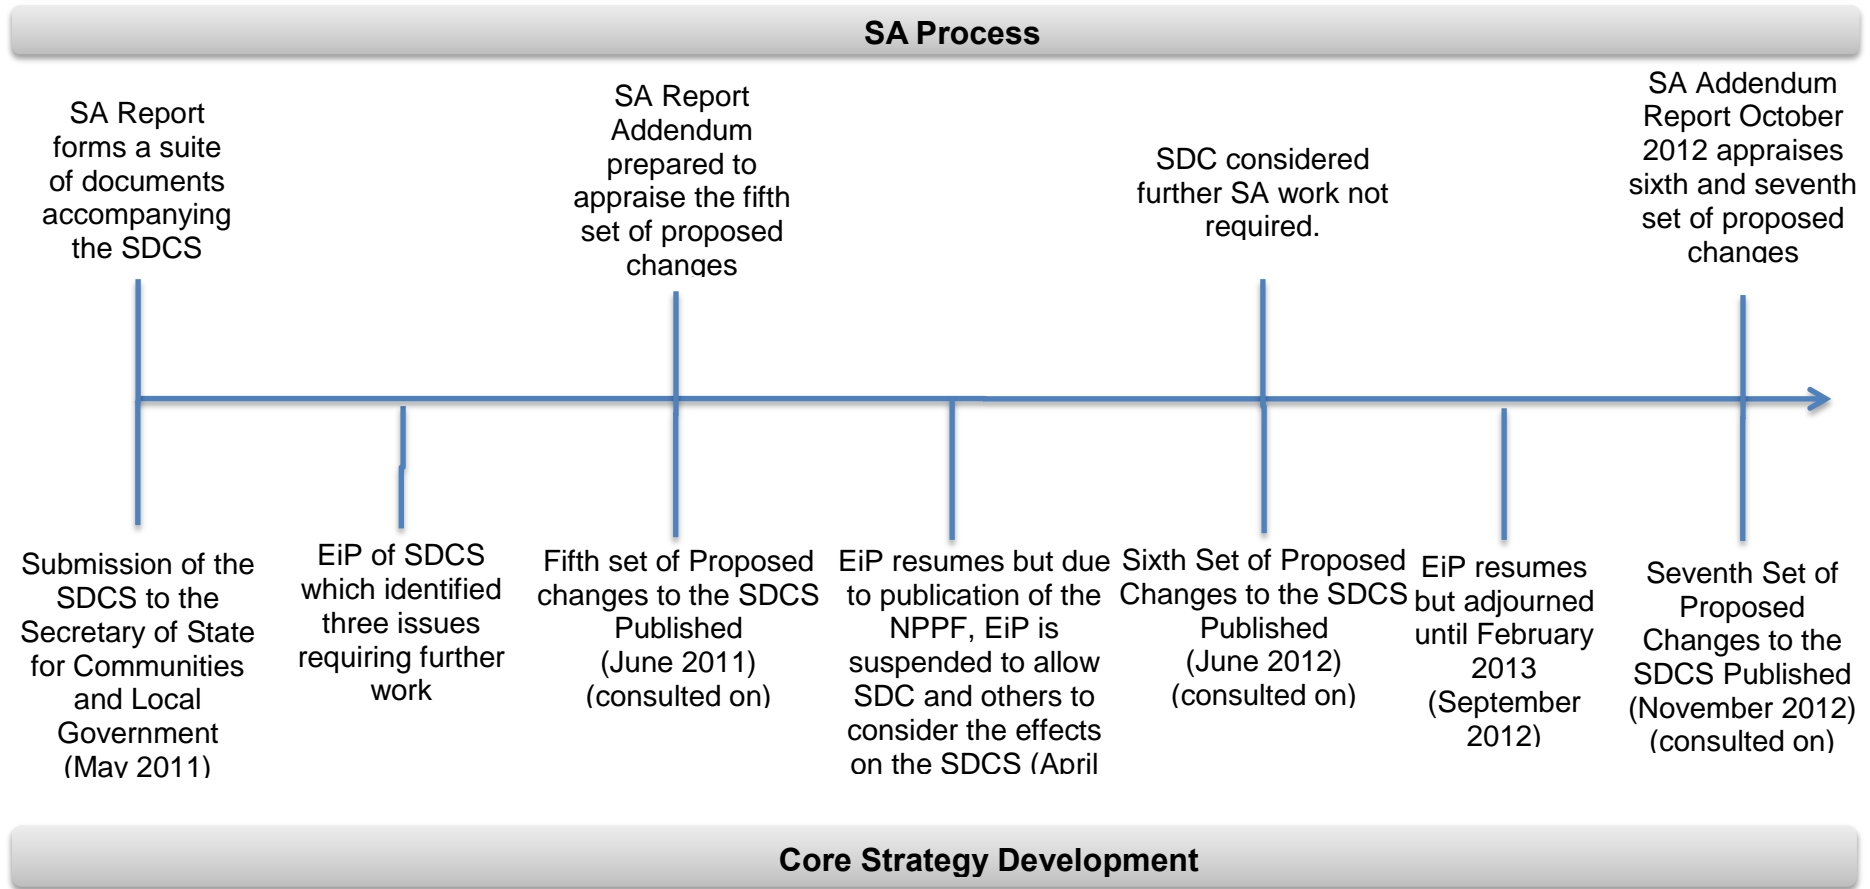 SA Process
SA Report
forms a suite
of documents
accompanying
the SDCS
SA Report
Addendum
prepared to
appraise the fifth
set of proposed
changes
SDC considered
further SA work not
required.
SA Addendum
Report October
2012 appraises
sixth and seventh
set of proposed
changes
Submission of the
SDCS to the
Secretary of State
for Communities
and Local
Government
(May 2011)
EiP of SDCS
which identified
three issues
requiring further
work
Fifth set of Proposed
changes to the SDCS
Published
(June 2011)
(consulted on)
EiP resumes but due
to publication of the
NPPF, EiP is
suspended to allow
SDC and others to
consider the effects
on the SDCS (April
Sixth Set of Proposed
Changes to the SDCS
Published
(June 2012)
(consulted on)
EiP resumes
but adjourned
until February
2013
(September
2012)
Seventh Set of
Proposed
Changes to the
SDCS Published
(November 2012)
(consulted on)
Core Strategy Development